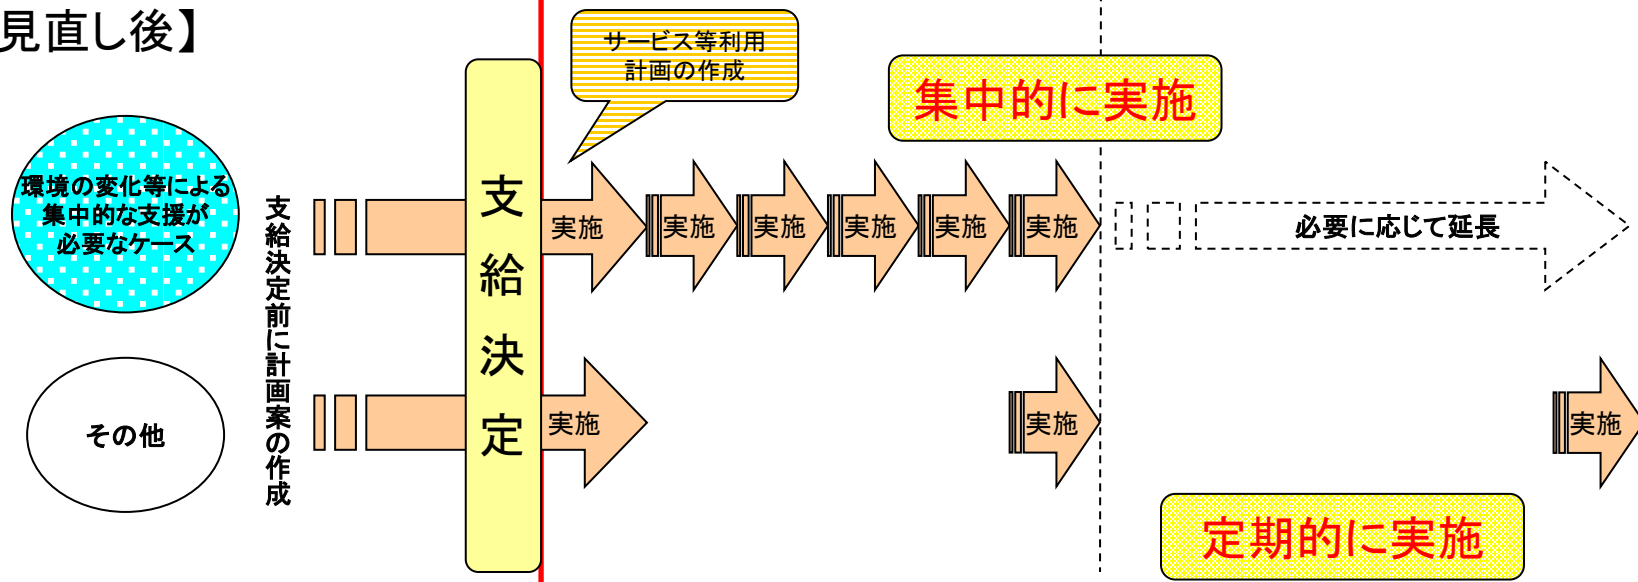 見直し後】
サービス等利用
計画の作成
集中的に実施
環境の変化等による
集中的な支援が
必要なケース
支給決定前に計画案の作成
支給決定
実施
実施
実施
実施
実施
実施
必要に応じて延長
その他
実施
実施
実施
定期的に実施